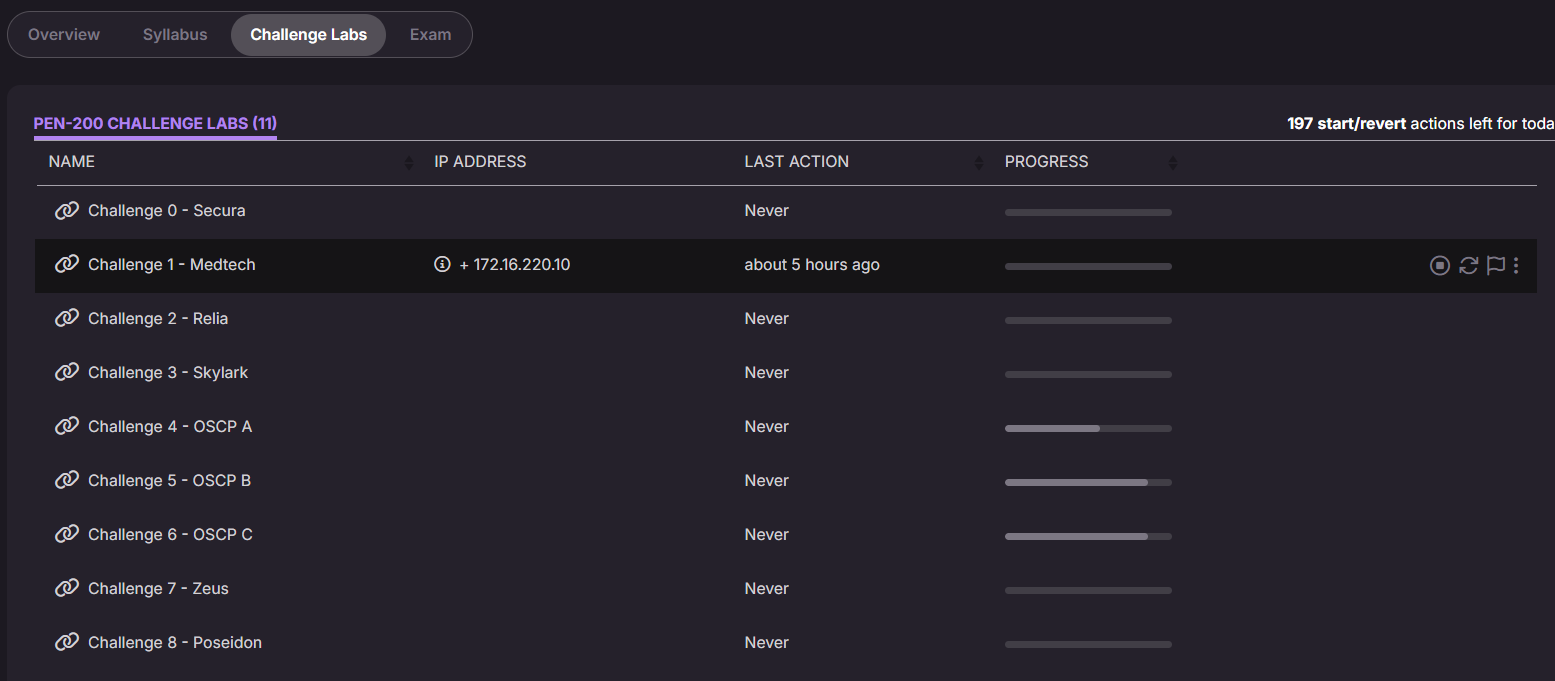 Overview Syllabus Challenge Labs Exam
PEN-200 CHALLENGE LABS (11) 197 start/revert actions left for toda
NAME IP ADDRESS LAST ACTION PROGRESS
Challenge 0 - Secura Never
Challenge 1 - Medtech + 172.16.220.10 about 5 hours ago
Challenge 2 - Relia Never
Challenge 3 - Skylark Never
Challenge 4 - OSCP A Never
Challenge 5 - OSCP B Never
Challenge 6 - OSCP C Never
Challenge 7 - Zeus Never
Challenge 8 - Poseidon Never